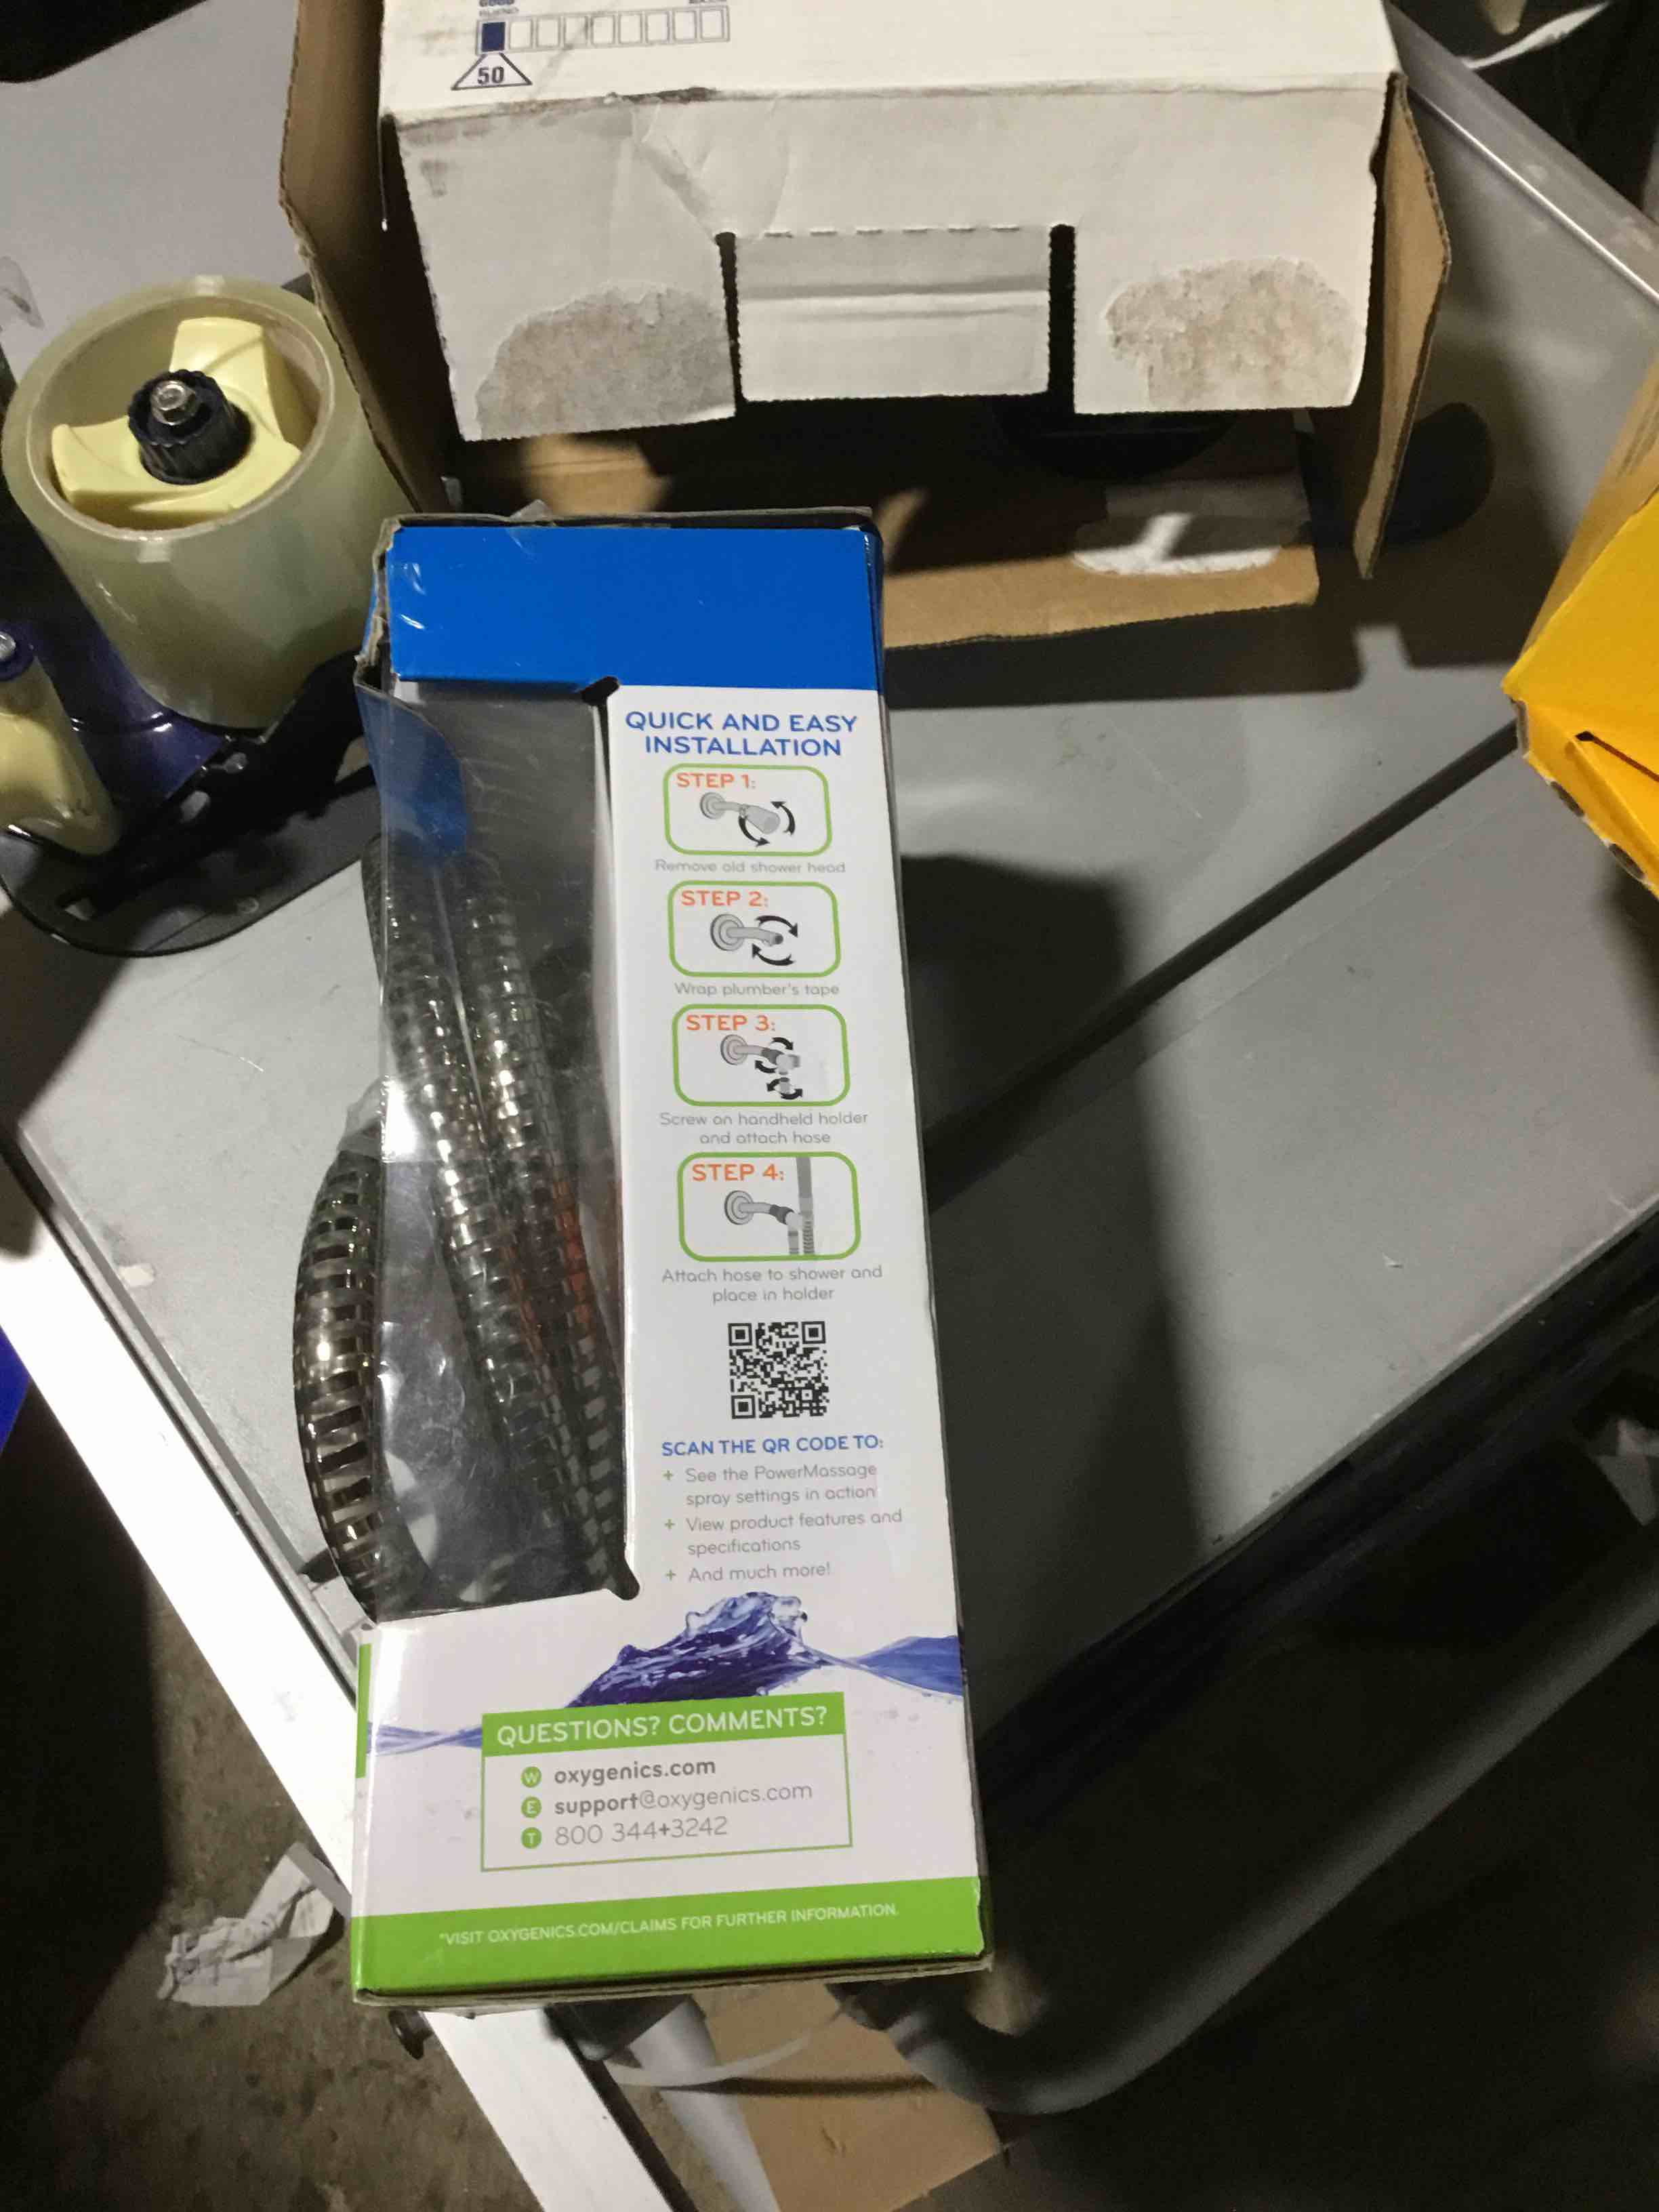 50
QUICK AND EASY
INSTALLATION
STEP 1:
Remove old shower head
STEP 2:
Wrap plumber's tape
STEP 3:
Screw on handheld holder
and attach hose
STEP 4:
Attach hose to shower and
place in holder
SCAN THE QR CODE TO:
+ See the PowerMassage
spray settings in action
+ View product features and
specifications
+ And much more!
QUESTIONS? COMMENTS?
W oxygenics.com
E support@oxygenics.com
T 800 344+3242
*VISIT OXYGENICS.COM/CLAIMS FOR FURTHER INFORMATION.